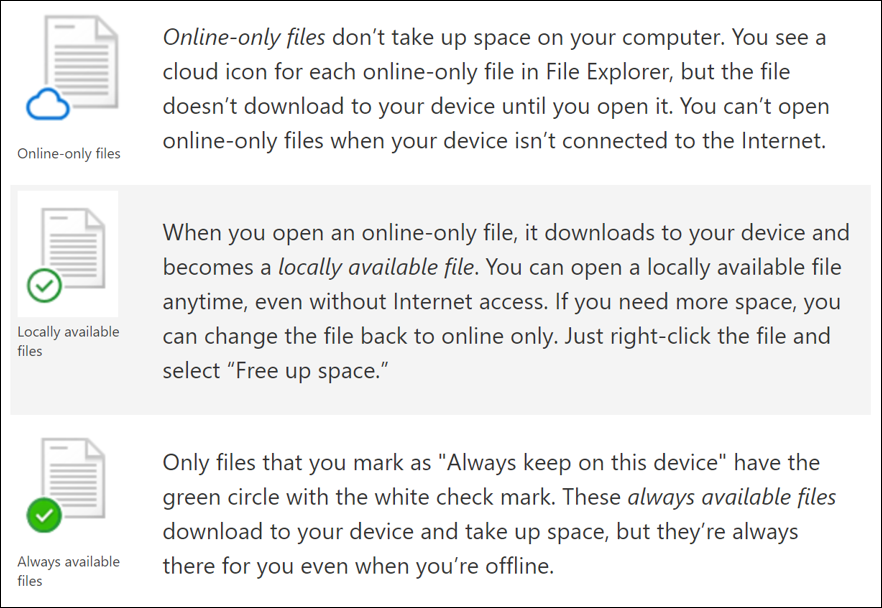 Online-only files don’t take up space on your computer. You see a
cloud icon for each online-only file in File Explorer, but the file
doesn’t download to your device until you open it. You can’t open
online-only files when your device isn’t connected to the Internet.
Online-only files
When you open an online-only file, it downloads to your device and
becomes a locally available file. You can open a locally available file
anytime, even without Internet access. If you need more space, you
can change the file back to online only. Just right-click the file and
select “Free up space.”
Locally available
files
Only files that you mark as "Always keep on this device" have the
green circle with the white check mark. These always available files
download to your device and take up space, but they’re always
there for you even when you’re offline.
Always available
files